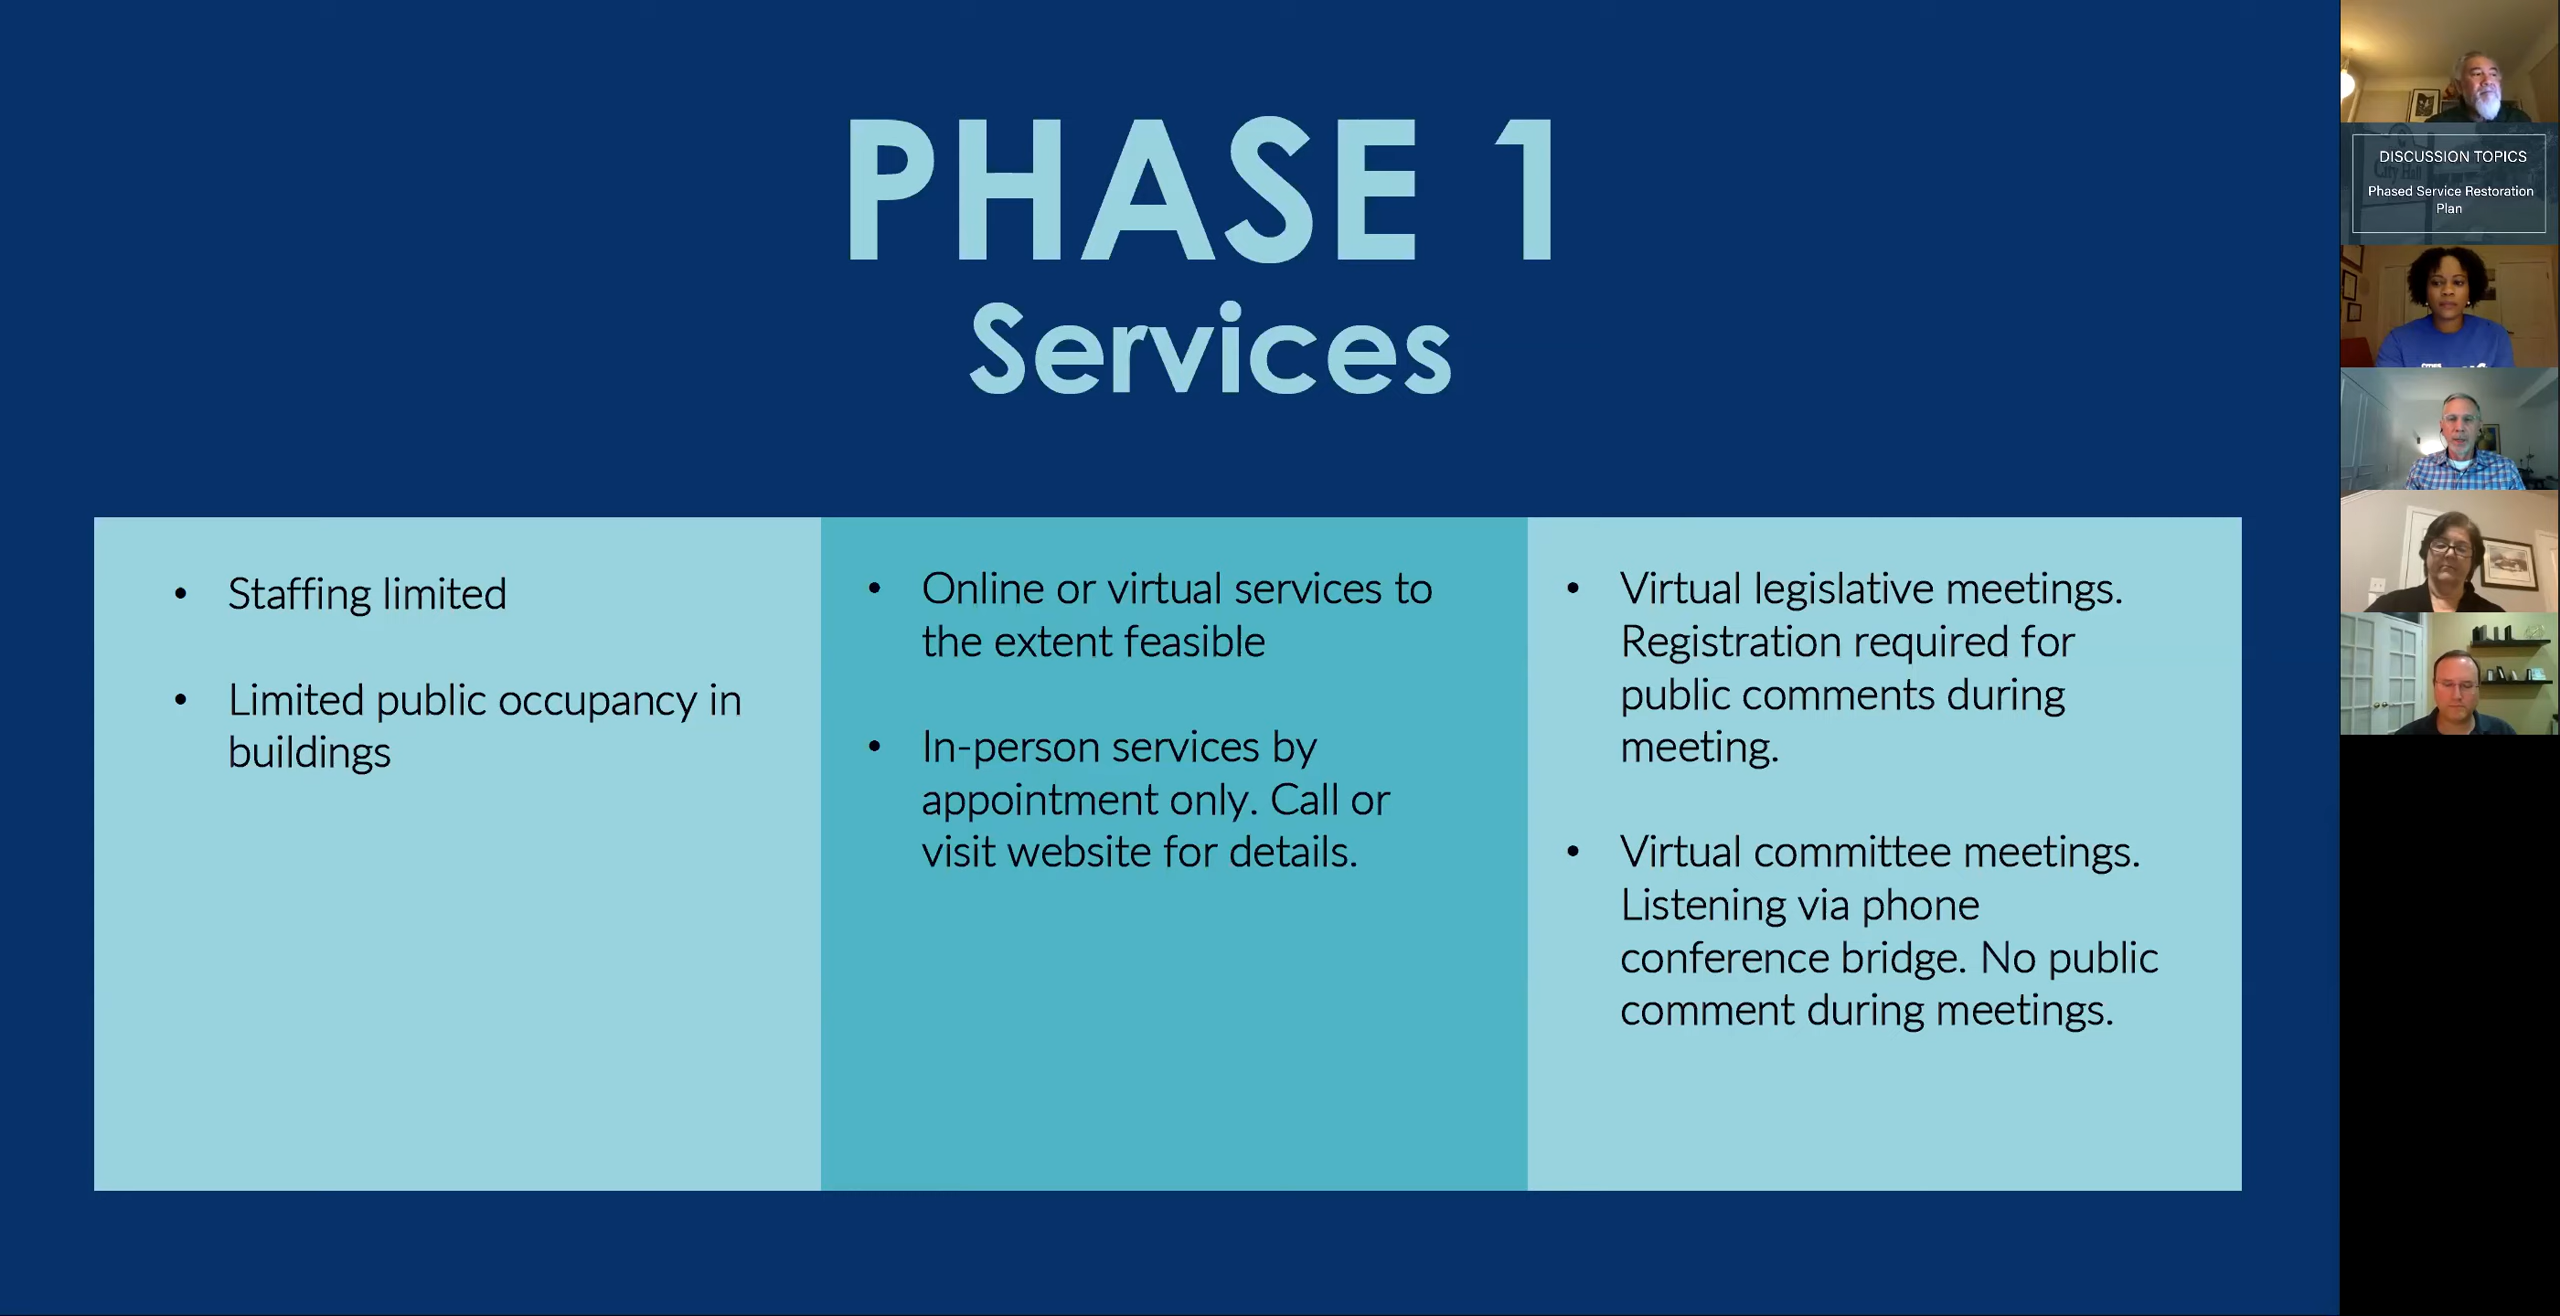 PHASE 1
Services
• Staffing limited
• Limited public occupancy in
buildings
• Online or virtual services to
the extent feasible
• In-person services by
appointment only. Call or
visit website for details.
• Virtual legislative meetings.
Registration required for
public comments during
meeting.
• Virtual committee meetings.
Listening via phone
conference bridge. No public
comment during meetings.
DISCUSSION TOPICS
City Hall
Phased Service Restoration
Plan